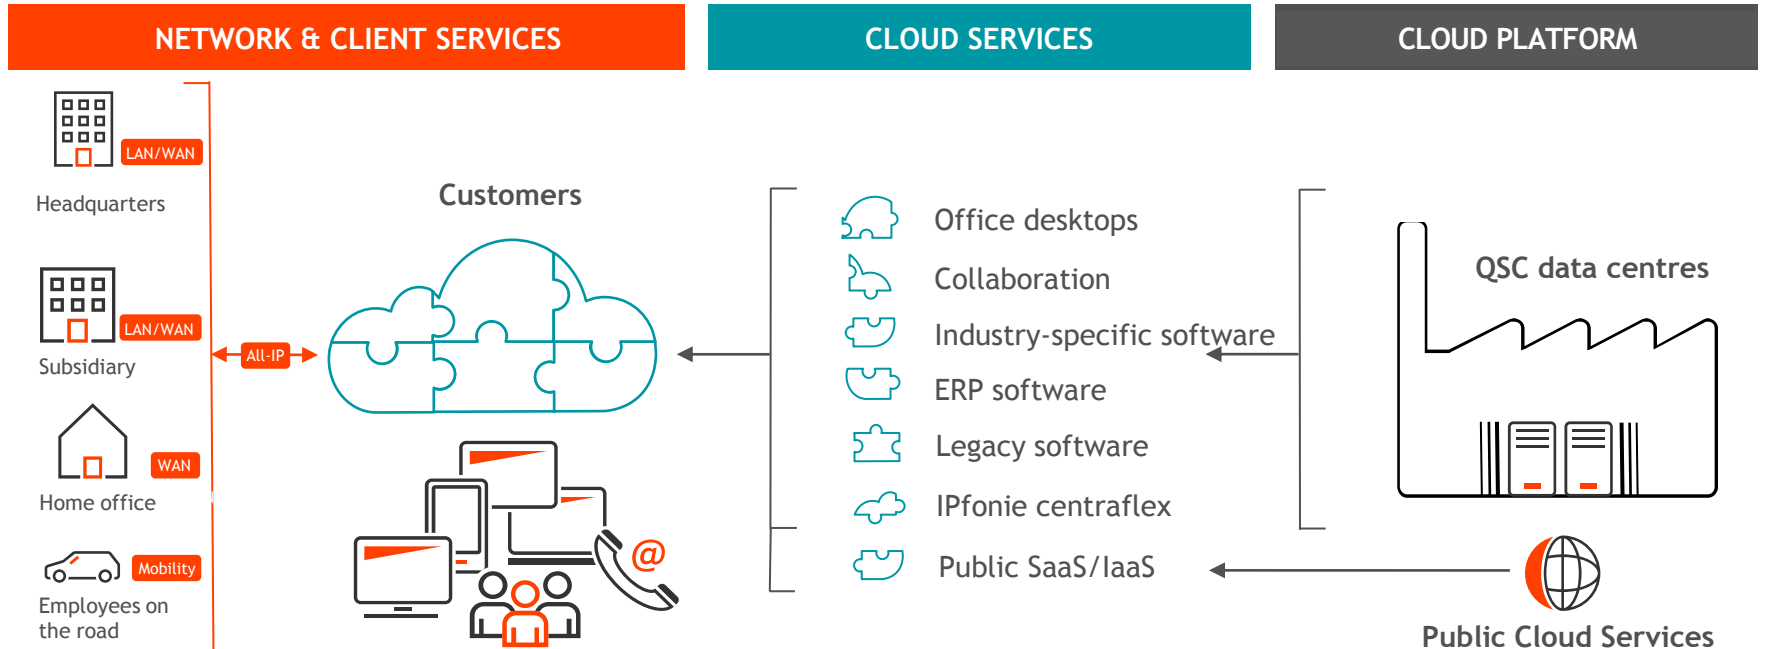 NETWORK & CLIENT SERVICES
CLOUD SERVICES
CLOUD PLATFORM
LAN/WAN
Headquarters
LAN/WAN
Subsidiary
WAN
Home office
Mobility
Employees on
the road
All-IP
Customers
@
Office desktops
Collaboration
Industry-specific software
ERP software
Legacy software
IPfonie centraflex
Public SaaS/IaaS
QSC data centres
Public Cloud Services